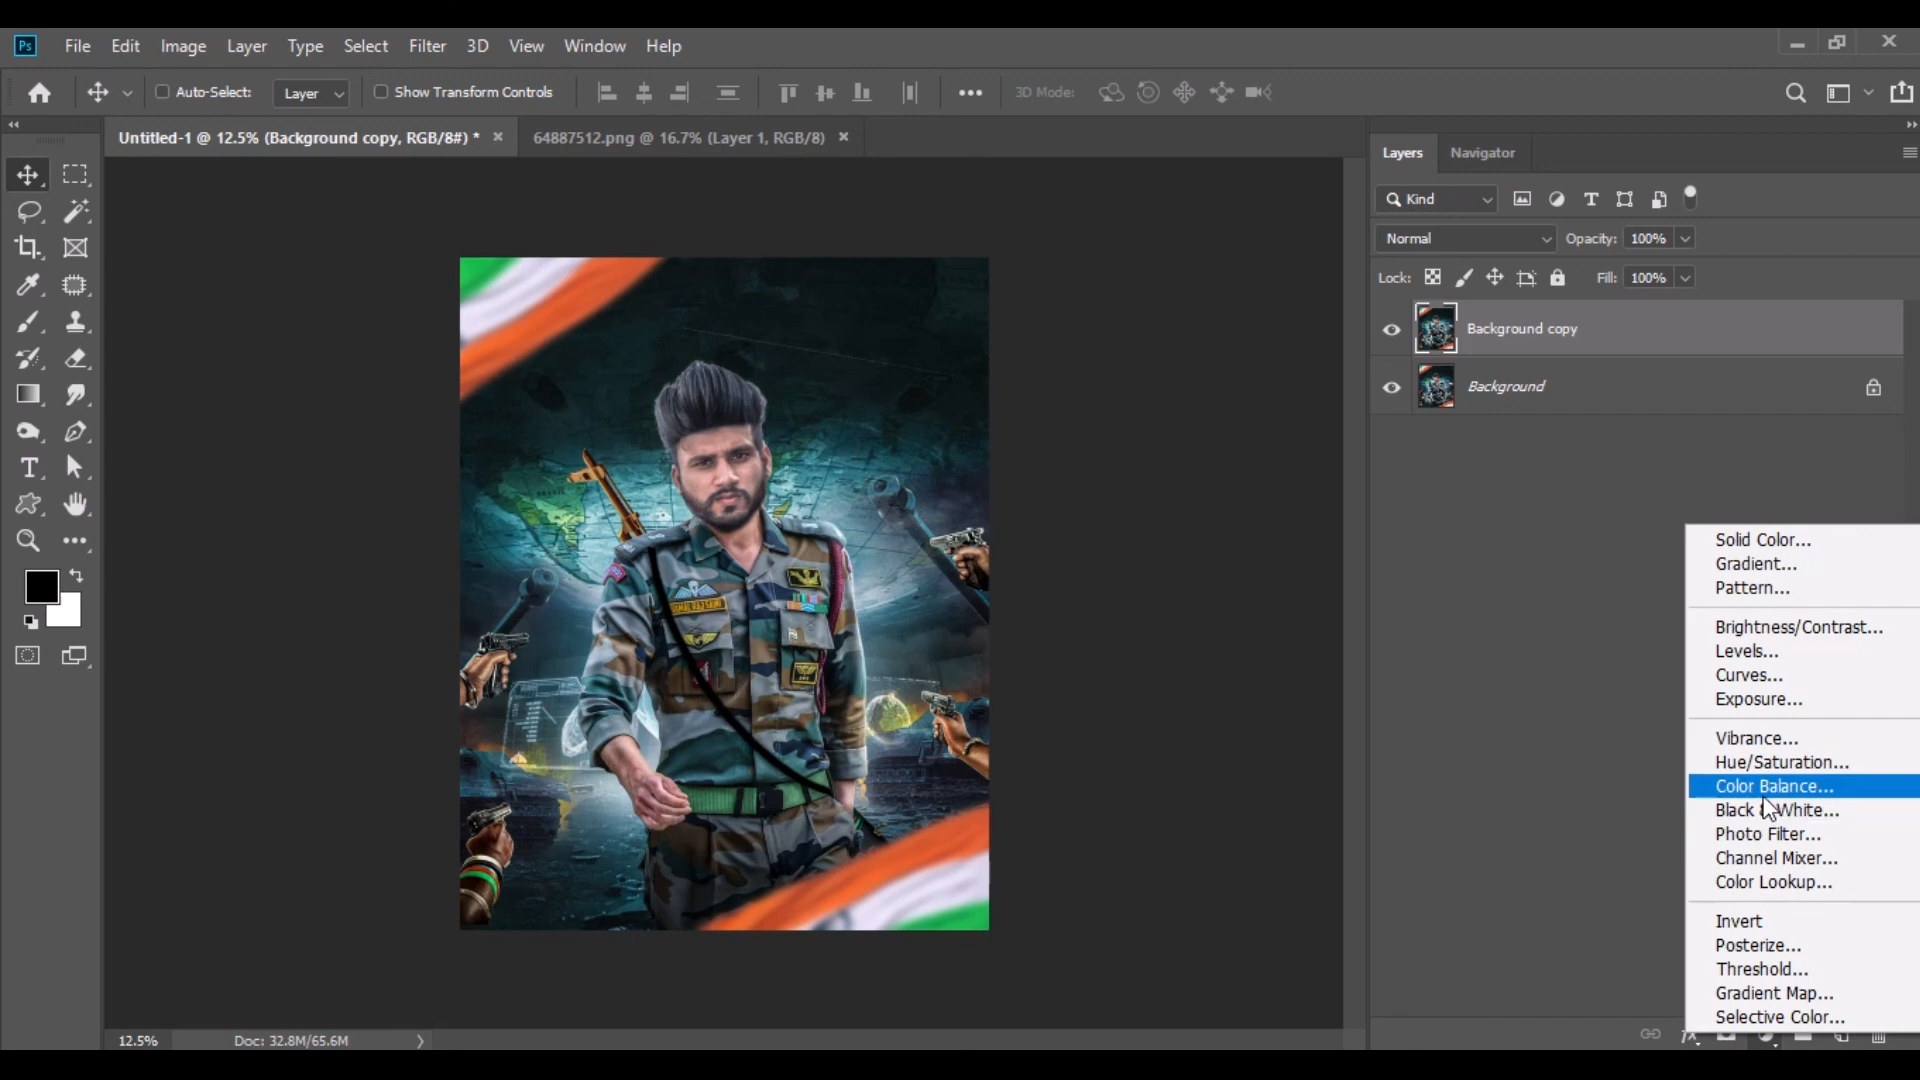 Ps File Edit Image Layer Type Select Filter 3D View Window Help
Auto-Select: Layer Show Transform Controls 3D Mode:
Untitled-1 @ 12.5% (Background copy, RGB/8#) * 64887512.png @ 16.7% (Layer 1, RGB/8)
Layers Navigator
Kind
Normal Opacity: 100%
Lock: Fill: 100%
Background copy
Background
Solid Color...
Gradient...
Pattern...
Brightness/Contrast...
Levels...
Curves...
Exposure...
Vibrance...
Hue/Saturation...
Color Balance...
Black & White...
Photo Filter...
Channel Mixer...
Color Lookup...
Invert
Posterize...
Threshold...
Gradient Map...
Selective Color...
12.5% Doc: 32.8M/65.6M